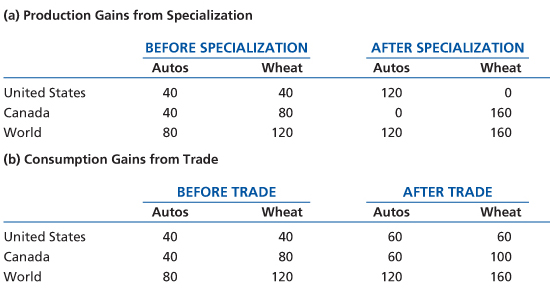 (a) Production Gains from Specialization
BEFORE SPECIALIZATION AFTER SPECIALIZATION
Autos Wheat Autos Wheat
United States 40 40 120 0
Canada 40 80 0 160
World 80 120 120 160
(b) Consumption Gains from Trade
BEFORE TRADE AFTER TRADE
Autos Wheat Autos Wheat
United States 40 40 60 60
Canada 40 80 60 100
World 80 120 120 160